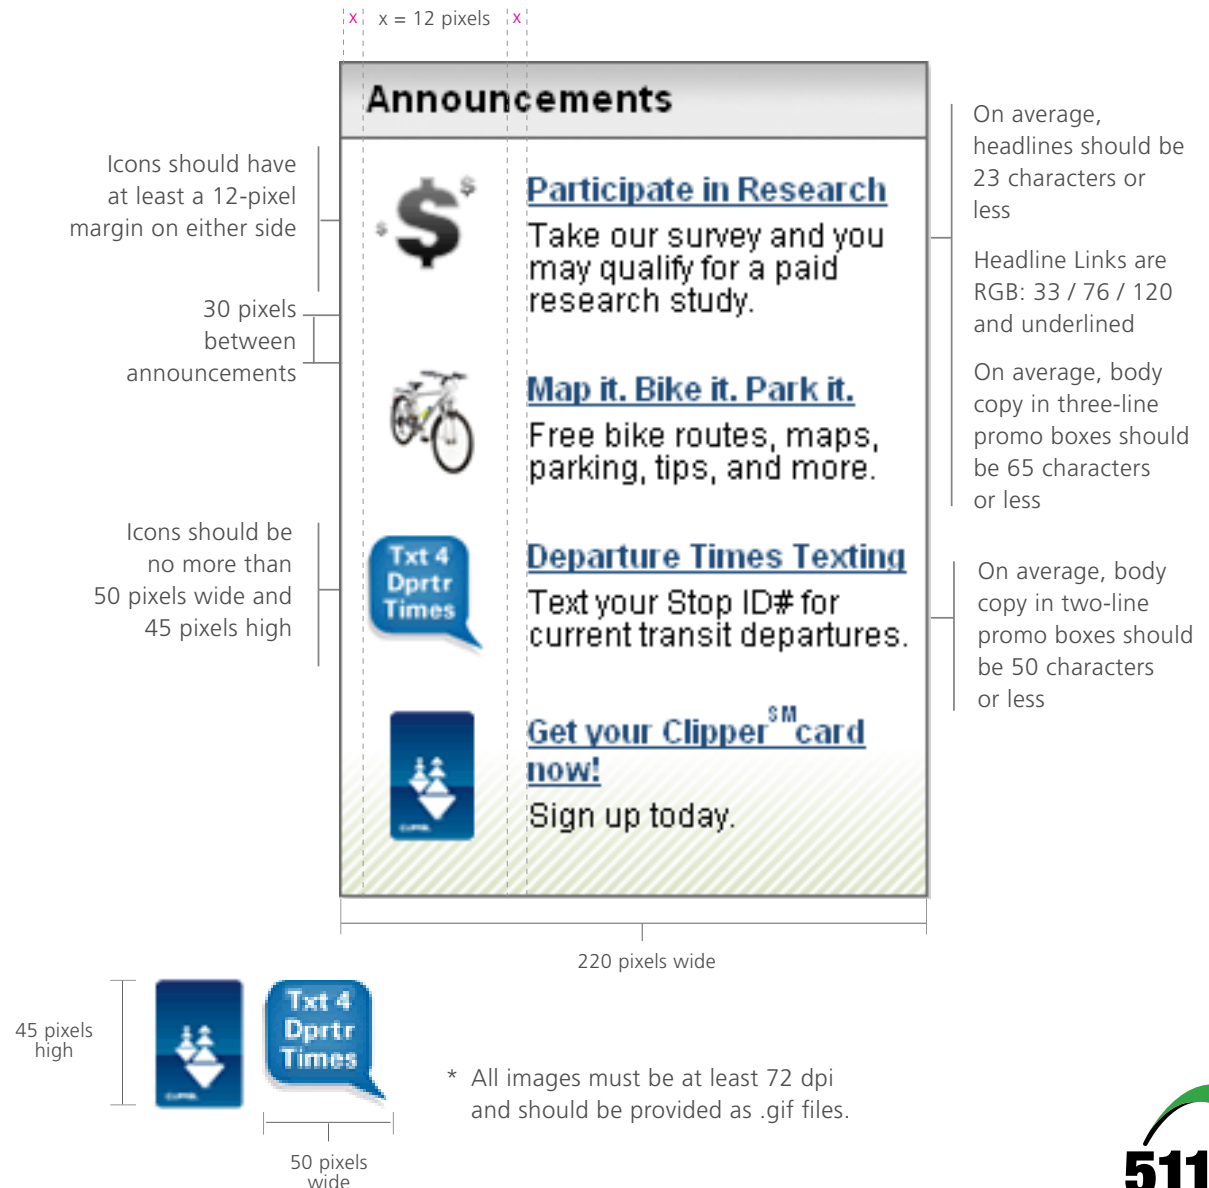 x
x = 12 pixels
x
Announcements
Icons should have
at least a 12-pixel
margin on either side
30 pixels
between
announcements
Icons should be
no more than
50 pixels wide and
45 pixels high
$
$
$
Participate in Research
Take our survey and you
may qualify for a paid
research study.
Map it. Bike it. Park it.
Free bike routes, maps,
parking, tips, and more.
Txt 4
Dprtr
Times
Departure Times Texting
Text your Stop ID# for
current transit departures.
Get your Clipper℠card
now!
Sign up today.
On average,
headlines should be
23 characters or
less
Headline Links are
RGB: 33 / 76 / 120
and underlined
On average, body
copy in three-line
promo boxes should
be 65 characters
or less
On average, body
copy in two-line
promo boxes should
be 50 characters
or less
220 pixels wide
45 pixels
high
Txt 4
Dprtr
Times
50 pixels
wide
* All images must be at least 72 dpi
and should be provided as .gif files.
511